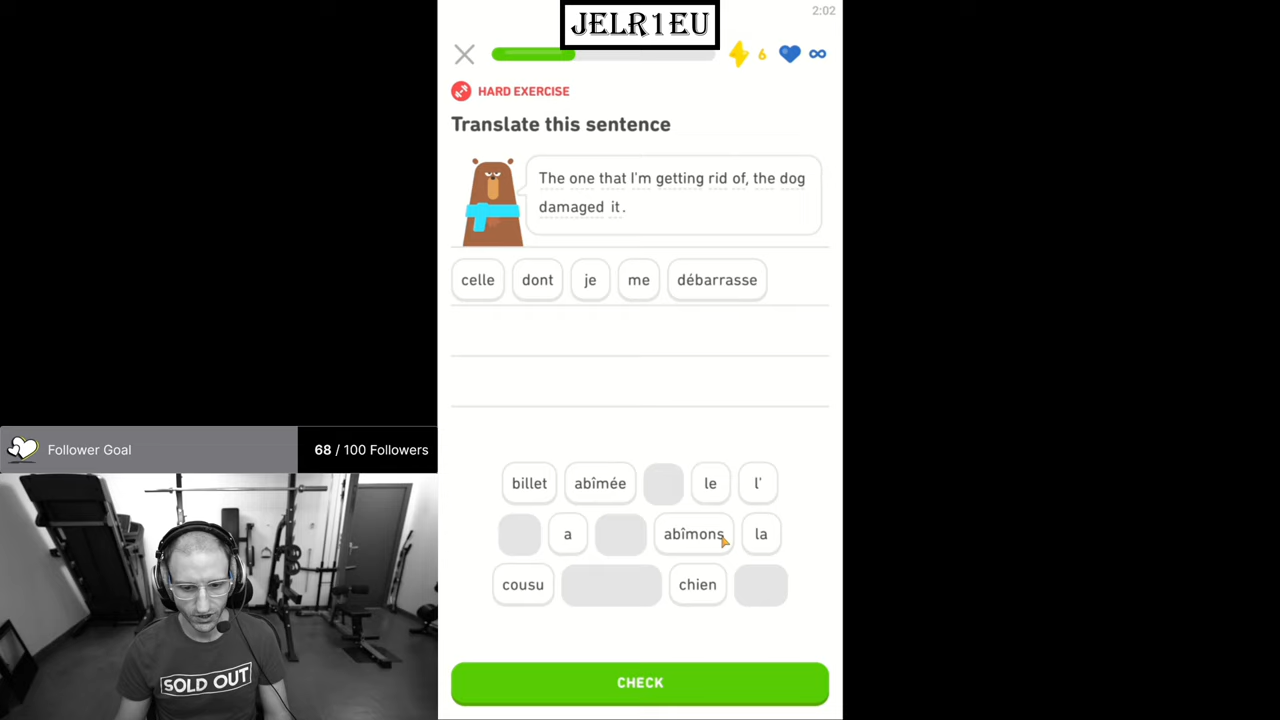 JELR1EU
2:02
6 ∞
HARD EXERCISE
Translate this sentence
The one that I'm getting rid of, the dog
damaged it.
celle dont je me débarrasse
billet abîmée le l'
a abîmons la
cousu chien
CHECK
Follower Goal 68 / 100 Followers
SOLD OUT